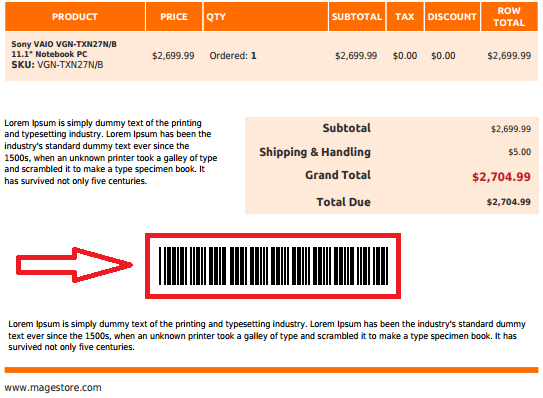 PRODUCT PRICE QTY SUBTOTAL TAX DISCOUNT ROW TOTAL
Sony VAIO VGN-TXN27N/B
11.1" Notebook PC
SKU: VGN-TXN27N/B
$2,699.99 Ordered: 1 $2,699.99 $0.00 $0.00 $2,699.99
Lorem Ipsum is simply dummy text of the printing
and typesetting industry. Lorem Ipsum has been the
industry's standard dummy text ever since the
1500s, when an unknown printer took a galley of type
and scrambled it to make a type specimen book. It
has survived not only five centuries.
Subtotal $2,699.99
Shipping & Handling $5.00
Grand Total $2,704.99
Total Due $2,704.99
Lorem Ipsum is simply dummy text of the printing and typesetting industry. Lorem Ipsum has been the industry's standard dummy
text ever since the 1500s, when an unknown printer took a galley of type and scrambled it to make a type specimen book. It has
survived not only five centuries.
www.magestore.com